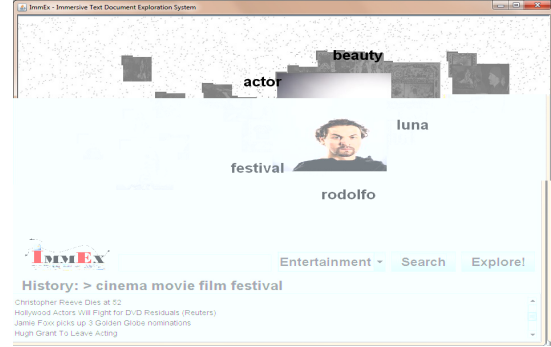 ImmEx - Immersive Text Document Exploration System
beauty
actor
luna
festival
rodolfo
IMMEX
Entertainment Search Explore!
History: > cinema movie film festival
Christopher Reeve Dies at 52
Hollywood Actors Will Fight for DVD Residuals (Reuters)
Jamie Foxx picks up 3 Golden Globe nominations
Hugh Grant To Leave Acting